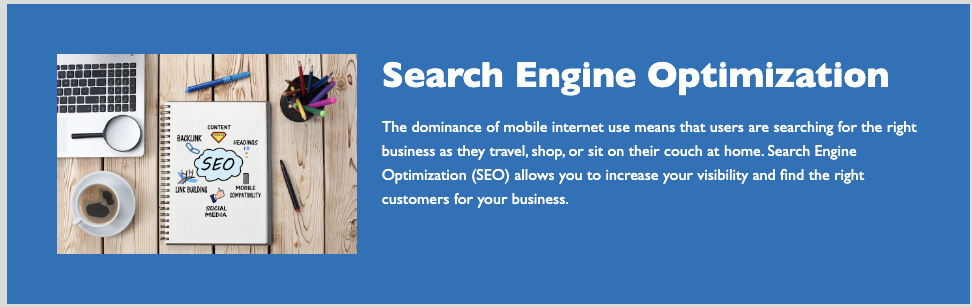 Search Engine Optimization
The dominance of mobile internet use means that users are searching for the right
business as they travel, shop, or sit on their couch at home. Search Engine
Optimization (SEO) allows you to increase your visibility and find the right
customers for your business.
CONTENT
BACKLINK
HEADINGS
SEO
LINK BUILDING
MOBILE
COMPATIBILITY
SOCIAL
MEDIA